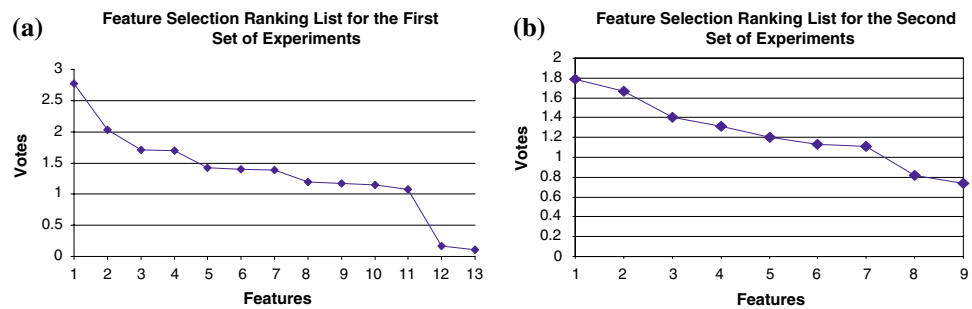 (a)
Feature Selection Ranking List for the First
Set of Experiments
3
2.5
2
1.5
1
0.5
0
Votes
1 2 3 4 5 6 7 8 9 10 11 12 13
Features
(b)
Feature Selection Ranking List for the Second
Set of Experiments
2
1.8
1.6
1.4
1.2
1
0.8
0.6
0.4
0.2
0
Votes
1 2 3 4 5 6 7 8 9
Features